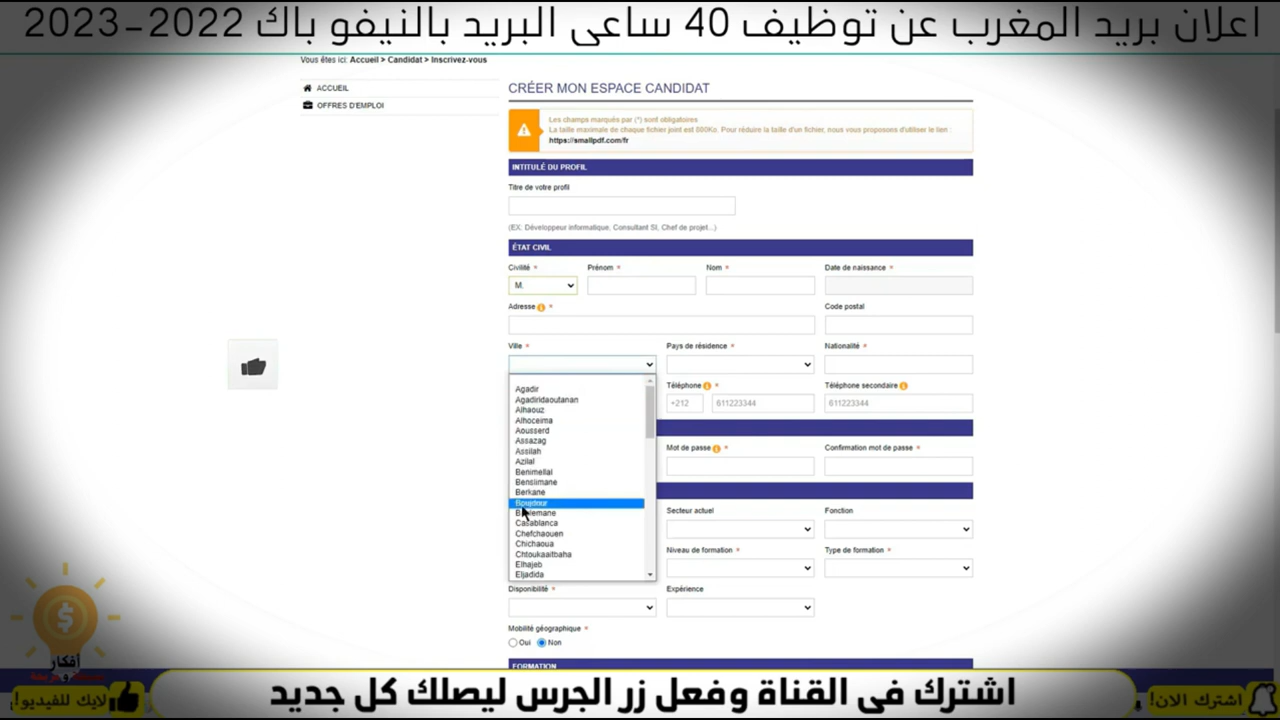 اعلان بريد المغرب عن توظيف 40 ساعي البريد بالنيفو باك 2022-2023
Vous êtes ici: Accueil > Candidat > Inscrivez-vous
ACCUEIL
OFFRES D'EMPLOI
CRÉER MON ESPACE CANDIDAT
Les champs marqués par (*) sont obligatoires
La taille maximale de chaque fichier joint est 800Ko. Pour réduire la taille d'un fichier, nous vous proposons d'utiliser le lien :
https://smallpdf.com/fr
INTITULÉ DU PROFIL
Titre de votre profil
(EX. Développeur informatique, Consultant SI, Chef de projet...)
ÉTAT CIVIL
Civilité * Prénom * Nom * Date de naissance *
M.
Adresse * Code postal
Ville * Pays de résidence * Nationalité *
Téléphone * Téléphone secondaire
+212 611223344 611223344
Agadir
Agadiridaoutanan
Alhaouz
Alhoceima
Aousserd
Assazag
Assilah
Azilal
Benimellal
Benslimane
Berkane
Boujdour
Boulemane
Casablanca
Chefchaouen
Chichaoua
Chtoukaaitbaha
Elhajeb
Eljadida
Mot de passe * Confirmation mot de passe *
Secteur actuel Fonction
Niveau de formation * Type de formation *
Disponibilité * Expérience
Mobilité géographique *
Oui Non
FORMATION
أفكار
لايك للفيديو!
اشترك في القناة وفعل زر الجرس ليصلك كل جديد
اشترك الان!